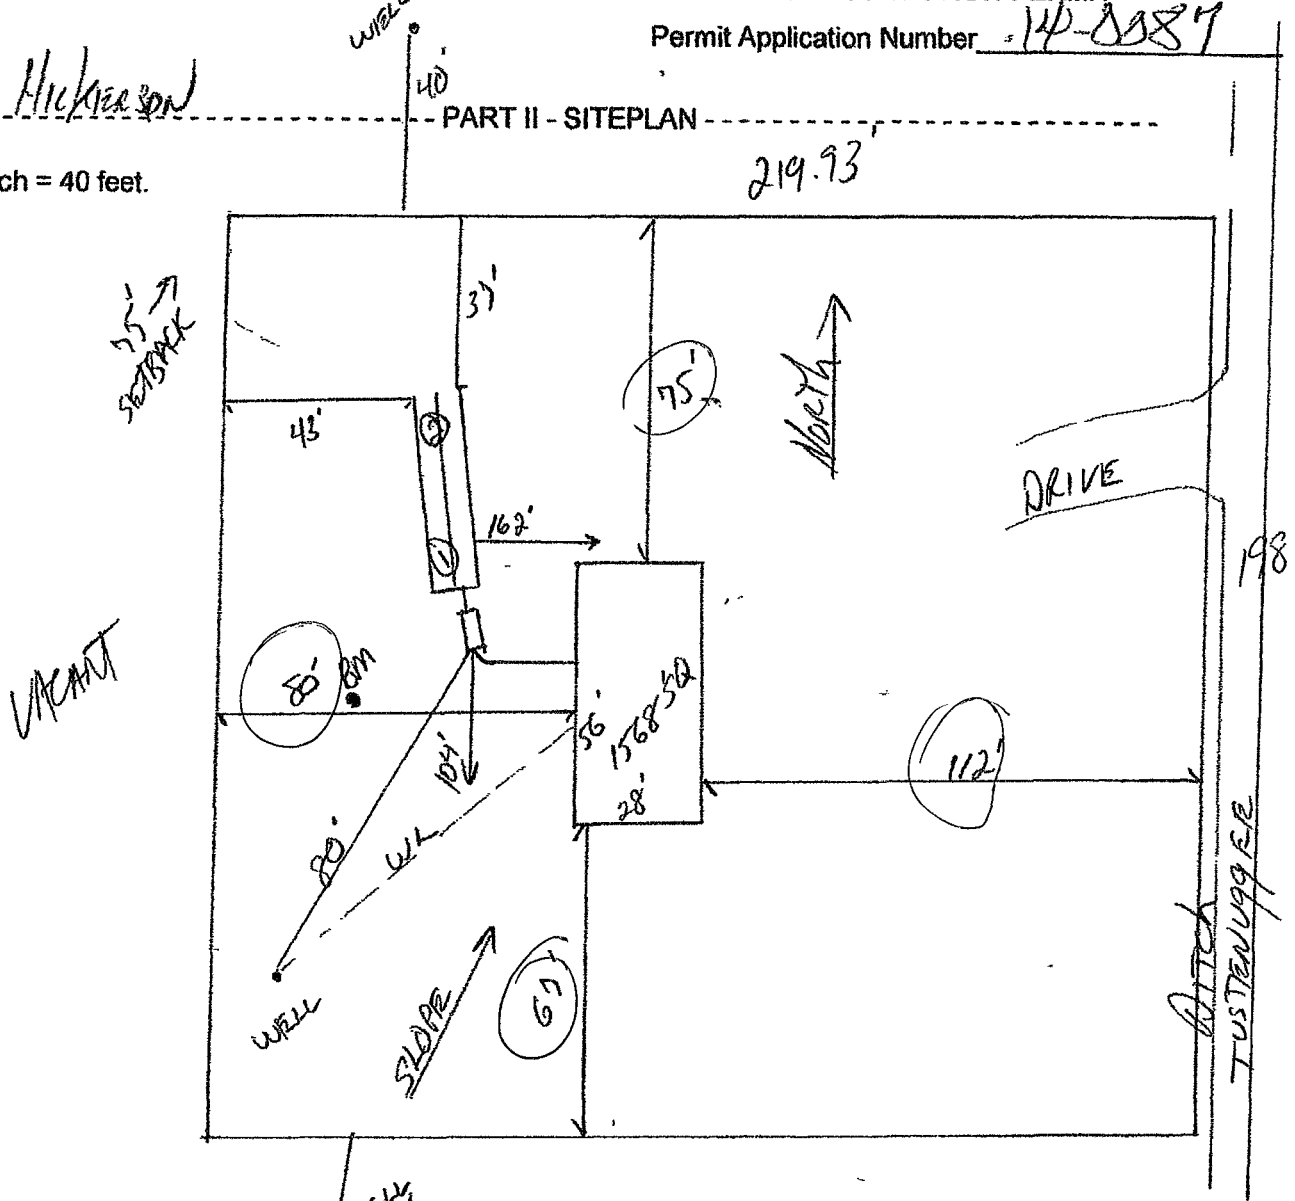 WELL
Permit Application Number 14-0087
40'
HICKERSON
PART II - SITEPLAN
219.93'
ch = 40 feet.
75' SETBACK
37'
75'
NORTH
43'
2
DRIVE
162'
1
198
VACANT
80'
BM
56'
1568 SQ
28'
104'
112'
80'
WL
WELL
SLOPE
67'
DITCH
TUSTENUGGEE